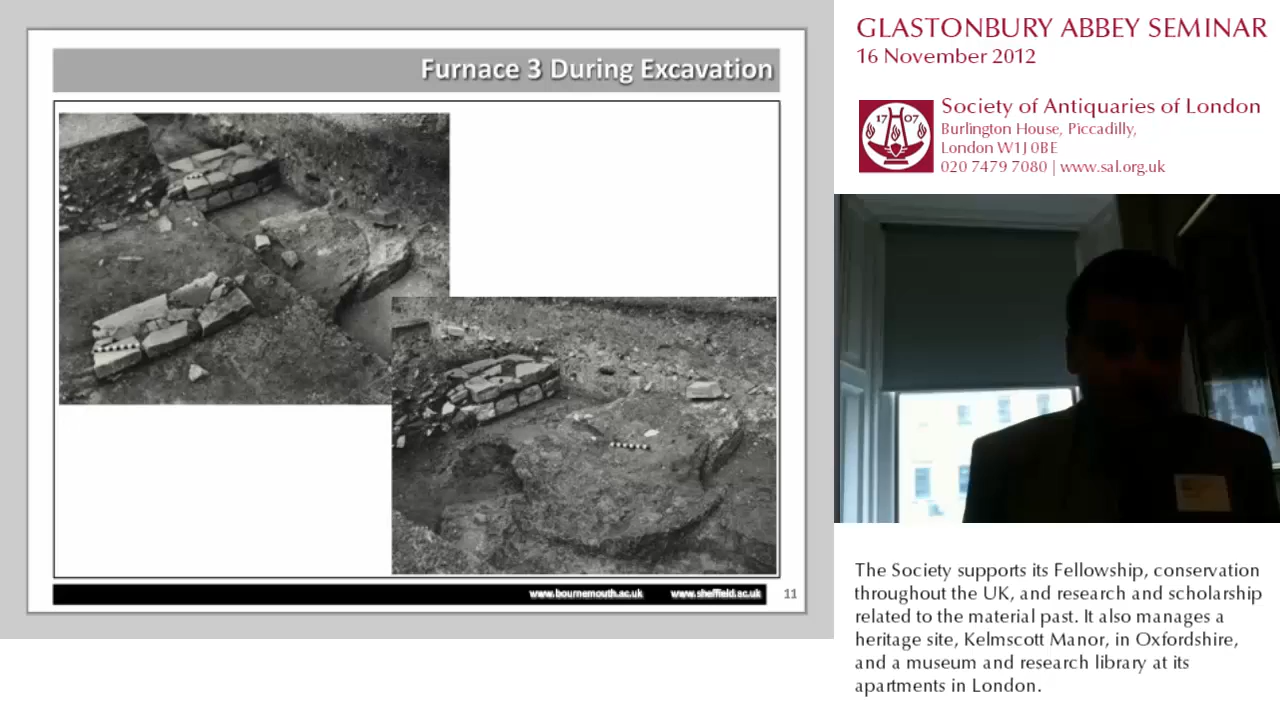 Furnace 3 During Excavation
www.bournemouth.ac.uk www.sheffield.ac.uk 11
GLASTONBURY ABBEY SEMINAR
16 November 2012
17 07
Society of Antiquaries of London
Burlington House, Piccadilly,
London W1J 0BE
020 7479 7080 | www.sal.org.uk
The Society supports its Fellowship, conservation
throughout the UK, and research and scholarship
related to the material past. It also manages a
heritage site, Kelmscott Manor, in Oxfordshire,
and a museum and research library at its
apartments in London.